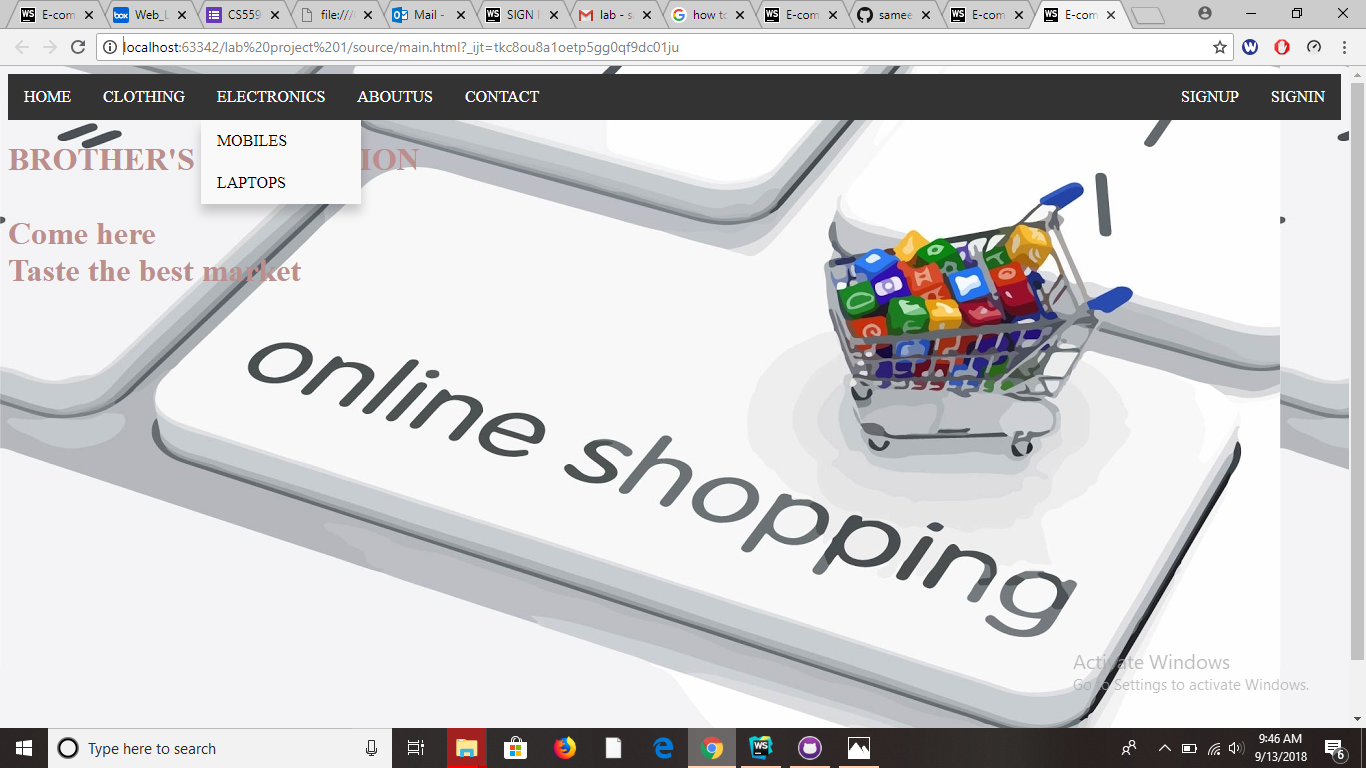 E-com
Web_L
CS559
file:///
Mail -
SIGN
lab - s
how to
E-com
samee
E-com
E-com
localhost:63342/lab%20project%201/source/main.html?_ijt=tkc8ou8a1oetp5gg0qf9dc01ju
HOME CLOTHING ELECTRONICS ABOUTUS CONTACT SIGNUP SIGNIN
MOBILES
LAPTOPS
BROTHER'S ION
Come here
Taste the best market
online shopping
Activate Windows
Go to Settings to activate Windows.
Type here to search
9:46 AM
9/13/2018
6